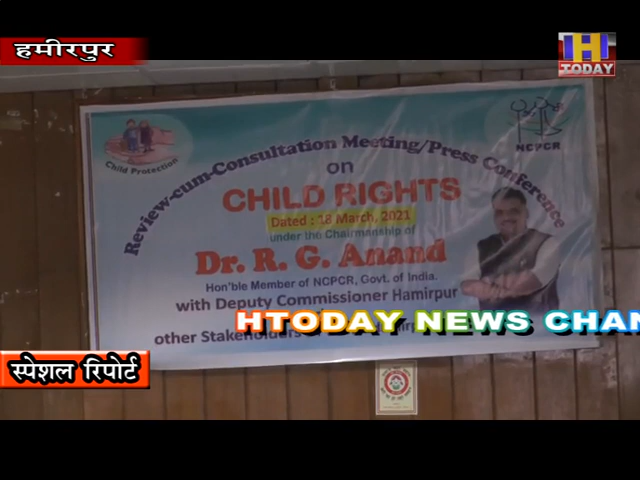 हमीरपुर
H
TODAY
Child Protection
NCPCR
Review-cum-Consultation Meeting/Press Conference
on
CHILD RIGHTS
Dated : 18 March, 2021
under the Chairmanship of
Dr. R. G. Anand
Hon'ble Member of NCPCR, Govt. of India.
with Deputy Commissioner Hamirpur
HTODAY NEWS CHAN
other Stakeholders
स्पेशल रिपोर्ट